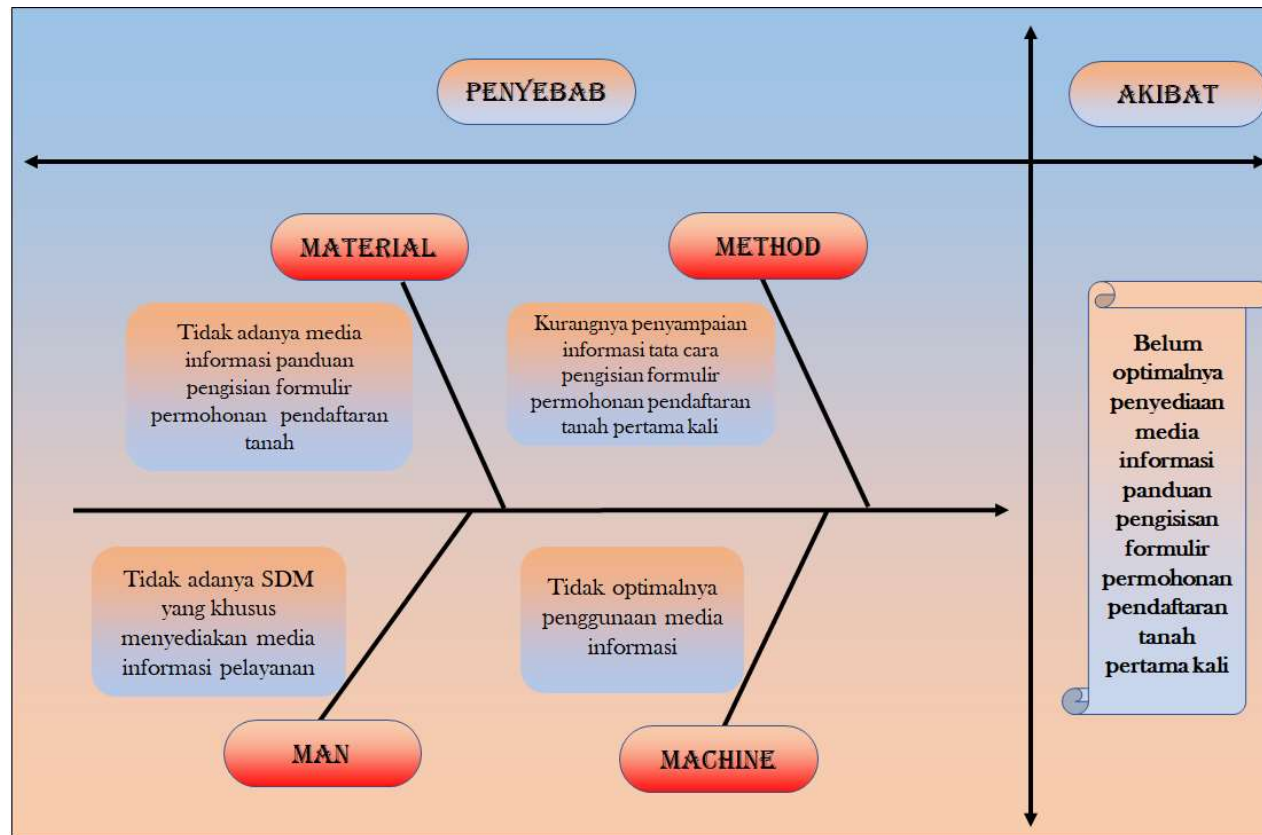 PENYEBAB
AKIBAT
MATERIAL
METHOD
Tidak adanya media
informasi panduan
pengisian formulir
permohonan pendaftaran
tanah
Kurangnya penyampaian
informasi tata cara
pengisian formulir
permohonan pendaftaran
tanah pertama kali
Tidak adanya SDM
yang khusus
menyediakan media
informasi pelayanan
Tidak optimalnya
penggunaan media
informasi
MAN
MACHINE
Belum
optimalnya
penyediaan
media
informasi
panduan
pengisisan
formulir
permohonan
pendaftaran
tanah
pertama kali